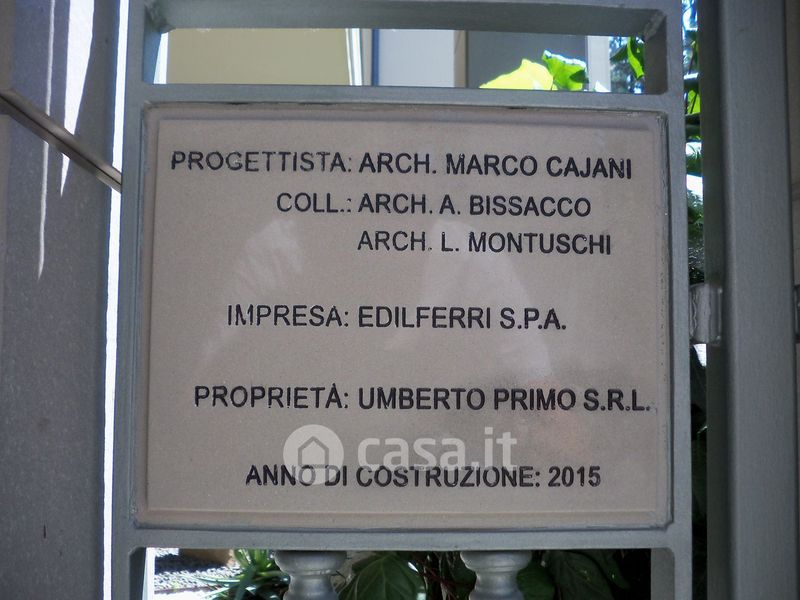 PROGETTISTA: ARCH. MARCO CAJANI
COLL.: ARCH. A. BISSACCO
ARCH. L. MONTUSCHI
IMPRESA: EDILFERRI S.P.A.
PROPRIETÀ: UMBERTO PRIMO S.R.L.
casa.it
ANNO DI COSTRUZIONE: 2015